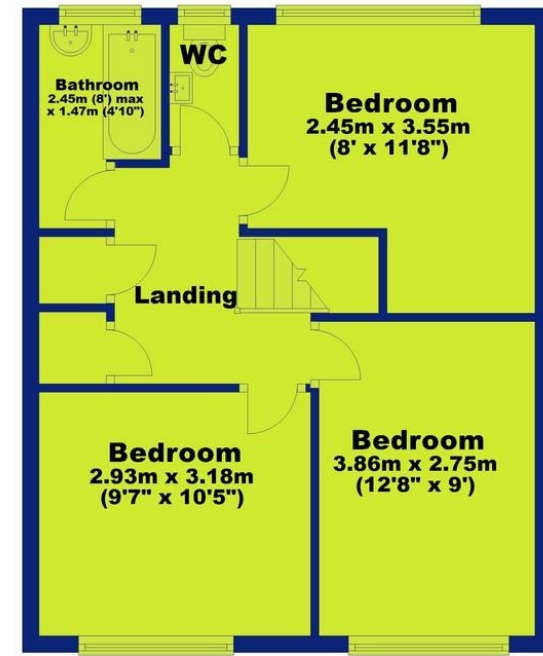 Bathroom
2.45m (8') max
x 1.47m (4'10")
WC
Bedroom
2.45m x 3.55m
(8' x 11'8")
Landing
Bedroom
2.93m x 3.18m
(9'7" x 10'5")
Bedroom
3.86m x 2.75m
(12'8" x 9')